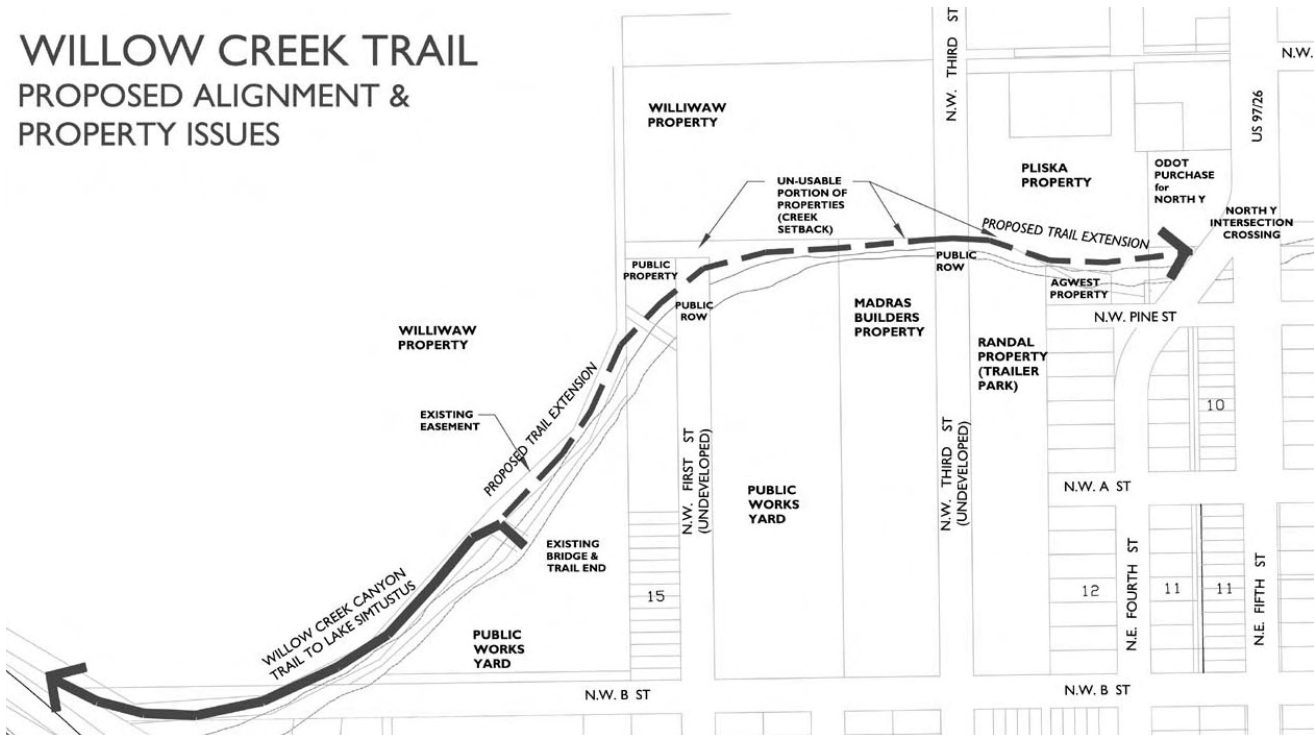 WILLOW CREEK TRAIL
PROPOSED ALIGNMENT &
PROPERTY ISSUES
N.W. THIRD ST
US 97/26
N.W.
WILLIWAW
PROPERTY
UN-USABLE
PORTION OF
PROPERTIES
(CREEK
SETBACK)
PLISKA
PROPERTY
ODOT
PURCHASE
for
NORTH Y
NORTH Y
INTERSECTION
CROSSING
PROPOSED TRAIL EXTENSION
PUBLIC
PROPERTY
PUBLIC
ROW
PUBLIC
ROW
AGWEST
PROPERTY
N.W. PINE ST
WILLIWAW
PROPERTY
MADRAS
BUILDERS
PROPERTY
RANDAL
PROPERTY
(TRAILER
PARK)
10
EXISTING
EASEMENT
PROPOSED TRAIL EXTENSION
N.W. FIRST ST
(UNDEVELOPED)
N.W. THIRD ST
(UNDEVELOPED)
PUBLIC
WORKS
YARD
N.W. A ST
EXISTING
BRIDGE &
TRAIL END
15
12
N.E. FOURTH ST
11
11
N.E. FIFTH ST
WILLOW CREEK CANYON
TRAIL TO LAKE SIMTUSTUS
PUBLIC
WORKS
YARD
N.W. B ST
N.W. B ST